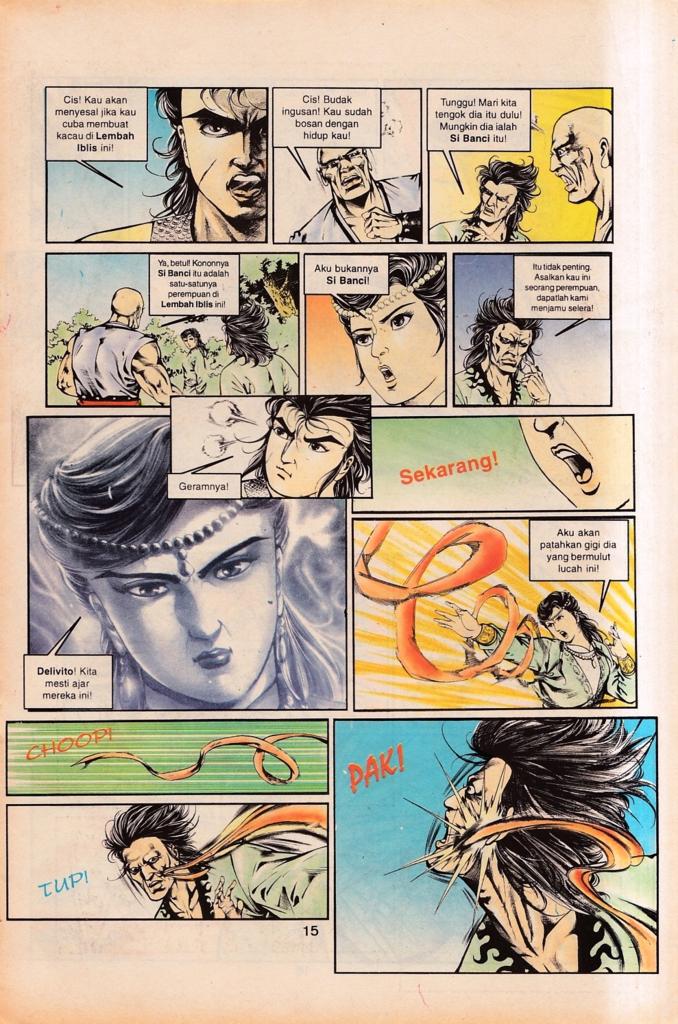 Cis! Kau akan
menyesal jika kau
cuba membuat
kacau di Lembah
Iblis ini!
Cis! Budak
ingusan! Kau sudah
bosan dengan
hidup kau!
Tunggu! Mari kita
tengok dia itu dulu!
Mungkin dia ialah
Si Banci itu!
Ya, betul! Kononnya
Si Banci itu adalah
satu-satunya
perempuan di
Lembah Iblis ini!
Aku bukannya
Si Banci!
Itu tidak penting.
Asalkan kau ini
seorang perempuan,
dapatlah kami
menjamu selera!
Geramnya!
Sekarang!
Delivito! Kita
mesti ajar
mereka ini!
Aku akan
patahkan gigi dia
yang bermulut
lucah ini!
CHOOP!
TUP!
PAK!
15